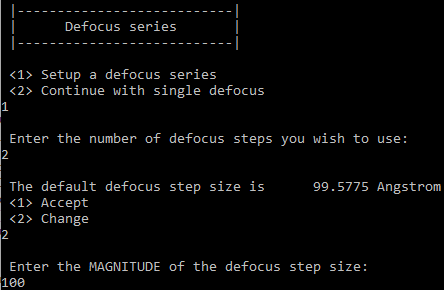 |---------------------------|
|      Defocus series       |
|---------------------------|
<1> Setup a defocus series
<2> Continue with single defocus
1
Enter the number of defocus steps you wish to use:
2
The default defocus step size is      99.5775 Angstrom
<1> Accept
<2> Change
2
Enter the MAGNITUDE of the defocus step size:
100